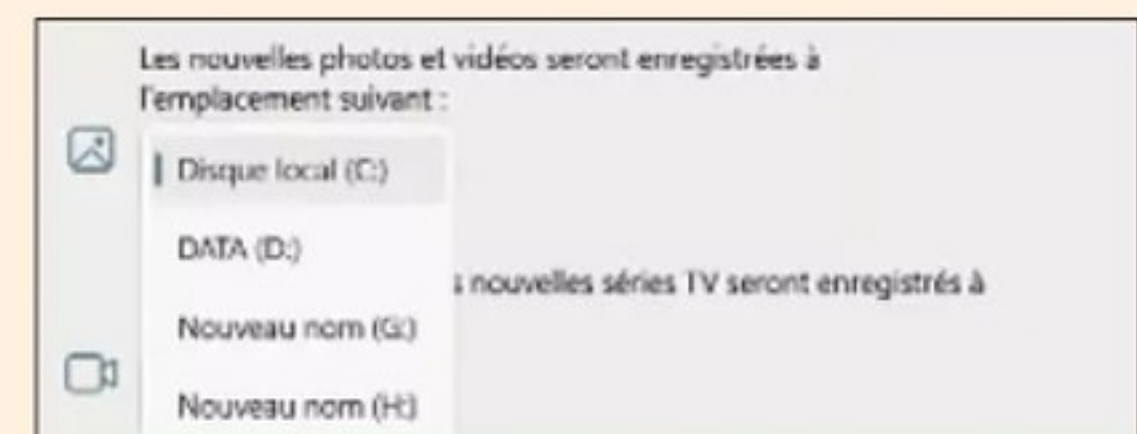 Les nouvelles photos et vidéos seront enregistrées à
l'emplacement suivant :
Disque local (C:)
DATA (D:)
s nouvelles séries TV seront enregistrés à
Nouveau nom (G:)
Nouveau nom (H:)